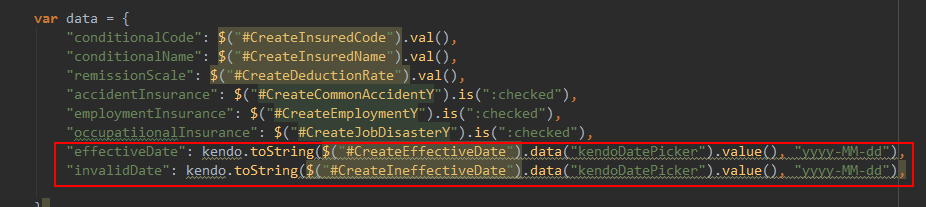 var data = {
"conditionalCode": $("#CreateInsuredCode").val(),
"conditionalName": $("#CreateInsuredName").val(),
"remissionScale": $("#CreateDeductionRate").val(),
"accidentInsurance": $("#CreateCommonAccidentY").is(":checked"),
"employmentInsurance": $("#CreateEmploymentY").is(":checked"),
"occupatiionalInsurance": $("#CreateJobDisasterY").is(":checked"),
"effectiveDate": kendo.toString($("#CreateEffectiveDate").data("kendoDatePicker").value(), "yyyy-MM-dd"),
"invalidDate": kendo.toString($("#CreateIneffectiveDate").data("kendoDatePicker").value(), "yyyy-MM-dd"),
}